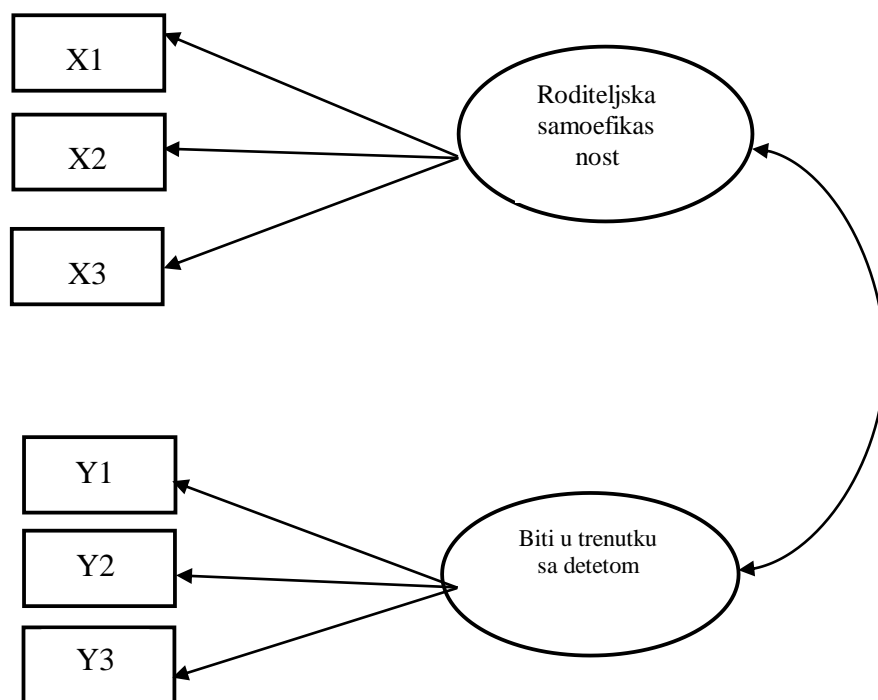 X1
X2
X3
Roditeljska
samoefikas
nost
Y1
Y2
Y3
Biti u trenutku
sa detetom